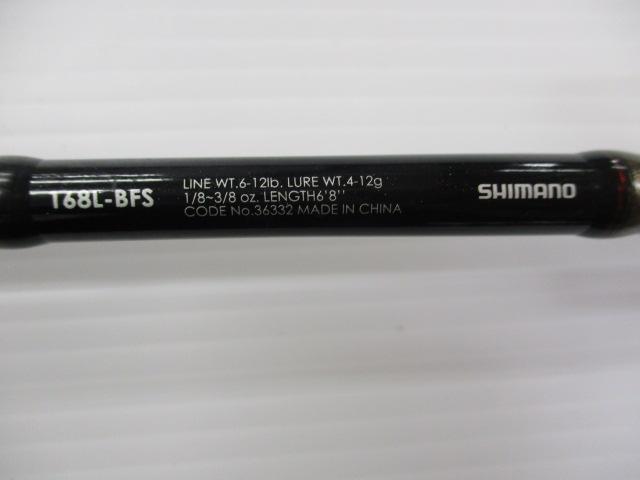 168L-BFS
LINE WT.6-12lb. LURE WT.4-12g
1/8~3/8 oz. LENGTH6'8''
CODE No.36332 MADE IN CHINA
SHIMANO